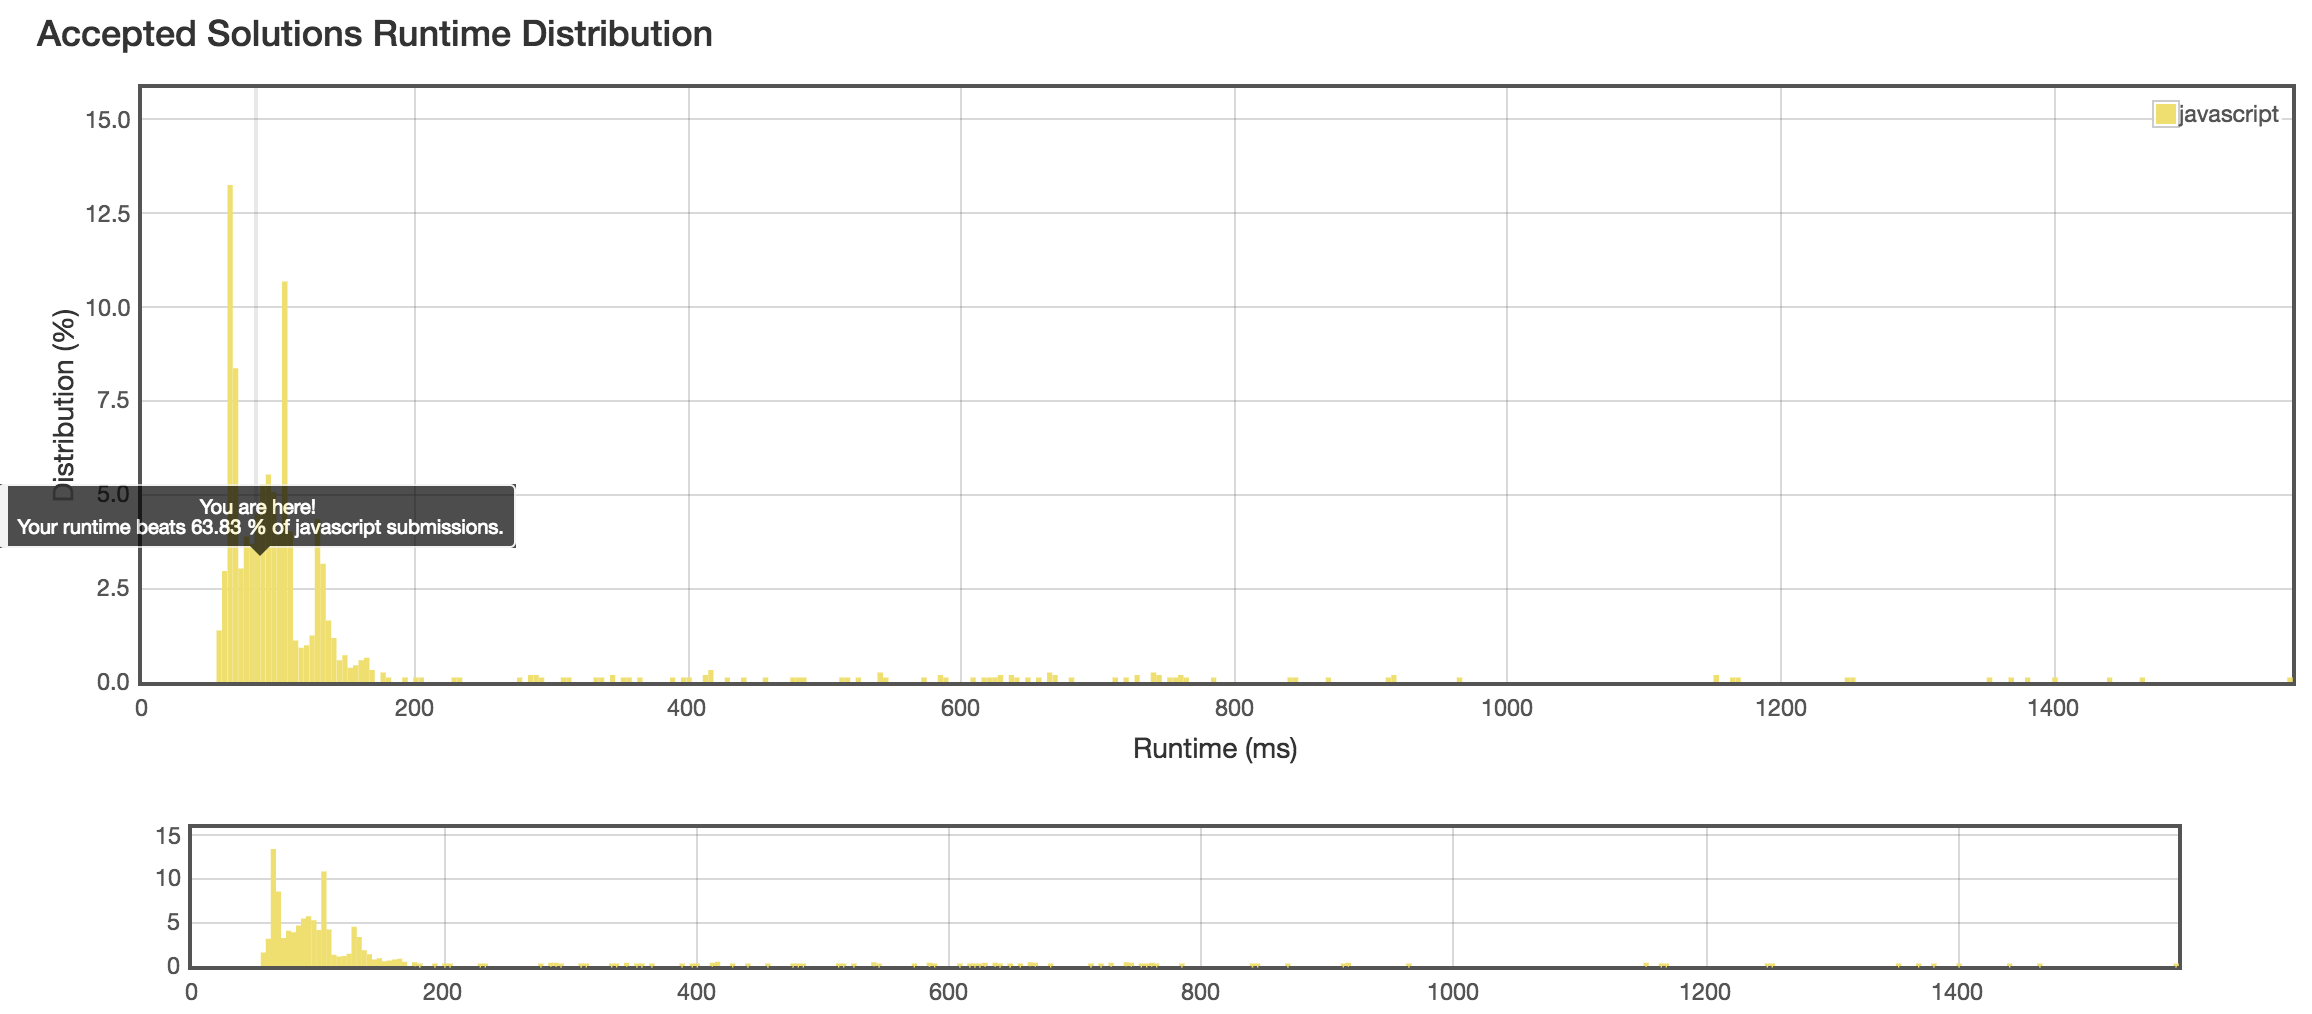 Accepted Solutions Runtime Distribution
javascript
Distribution (%)
15.0
12.5
10.0
7.5
5.0
2.5
0.0
You are here!
Your runtime beats 63.83 % of javascript submissions.
0 200 400 600 800 1000 1200 1400
Runtime (ms)
15
10
5
0
0 200 400 600 800 1000 1200 1400